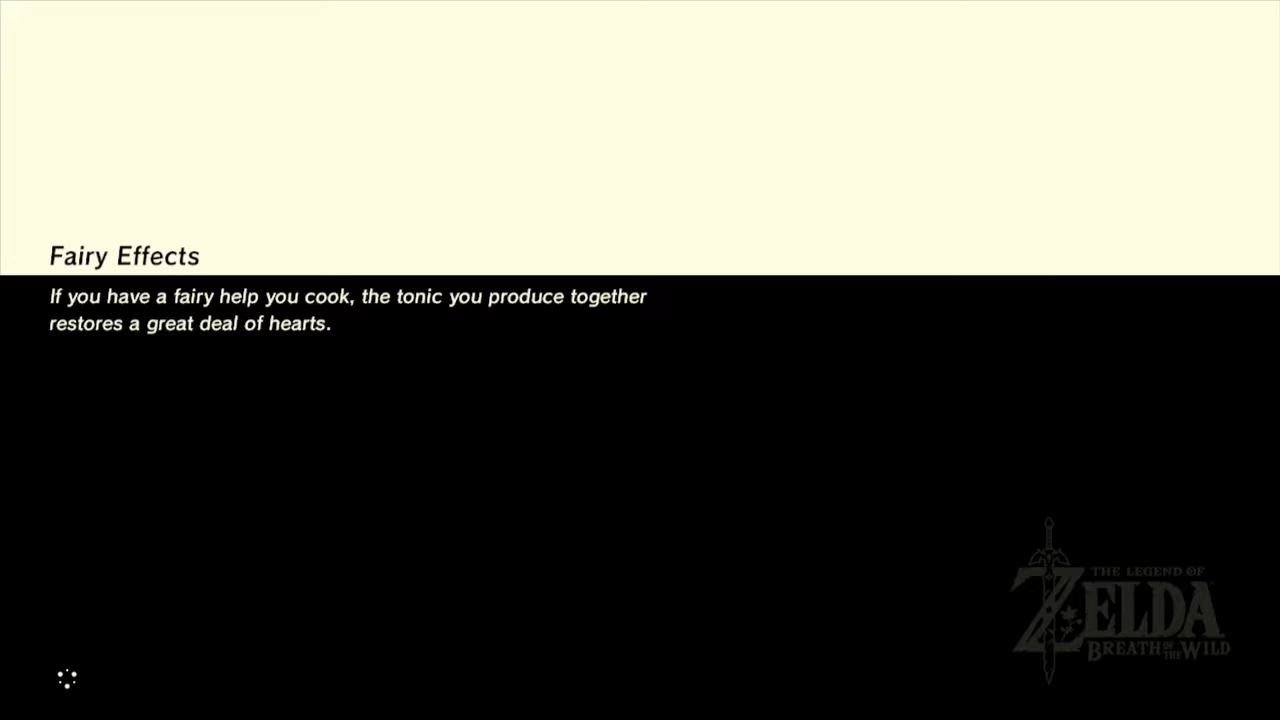 Fairy Effects
If you have a fairy help you cook, the tonic you produce together
restores a great deal of hearts.
THE LEGEND OF
ZELDA
BREATH OF THE WILD